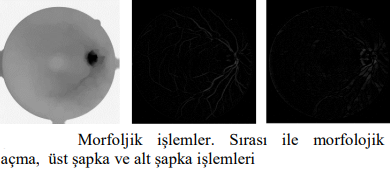 Morfoljik işlemler. Sırası ile morfolojik
açma, üst şapka ve alt şapka işlemleri